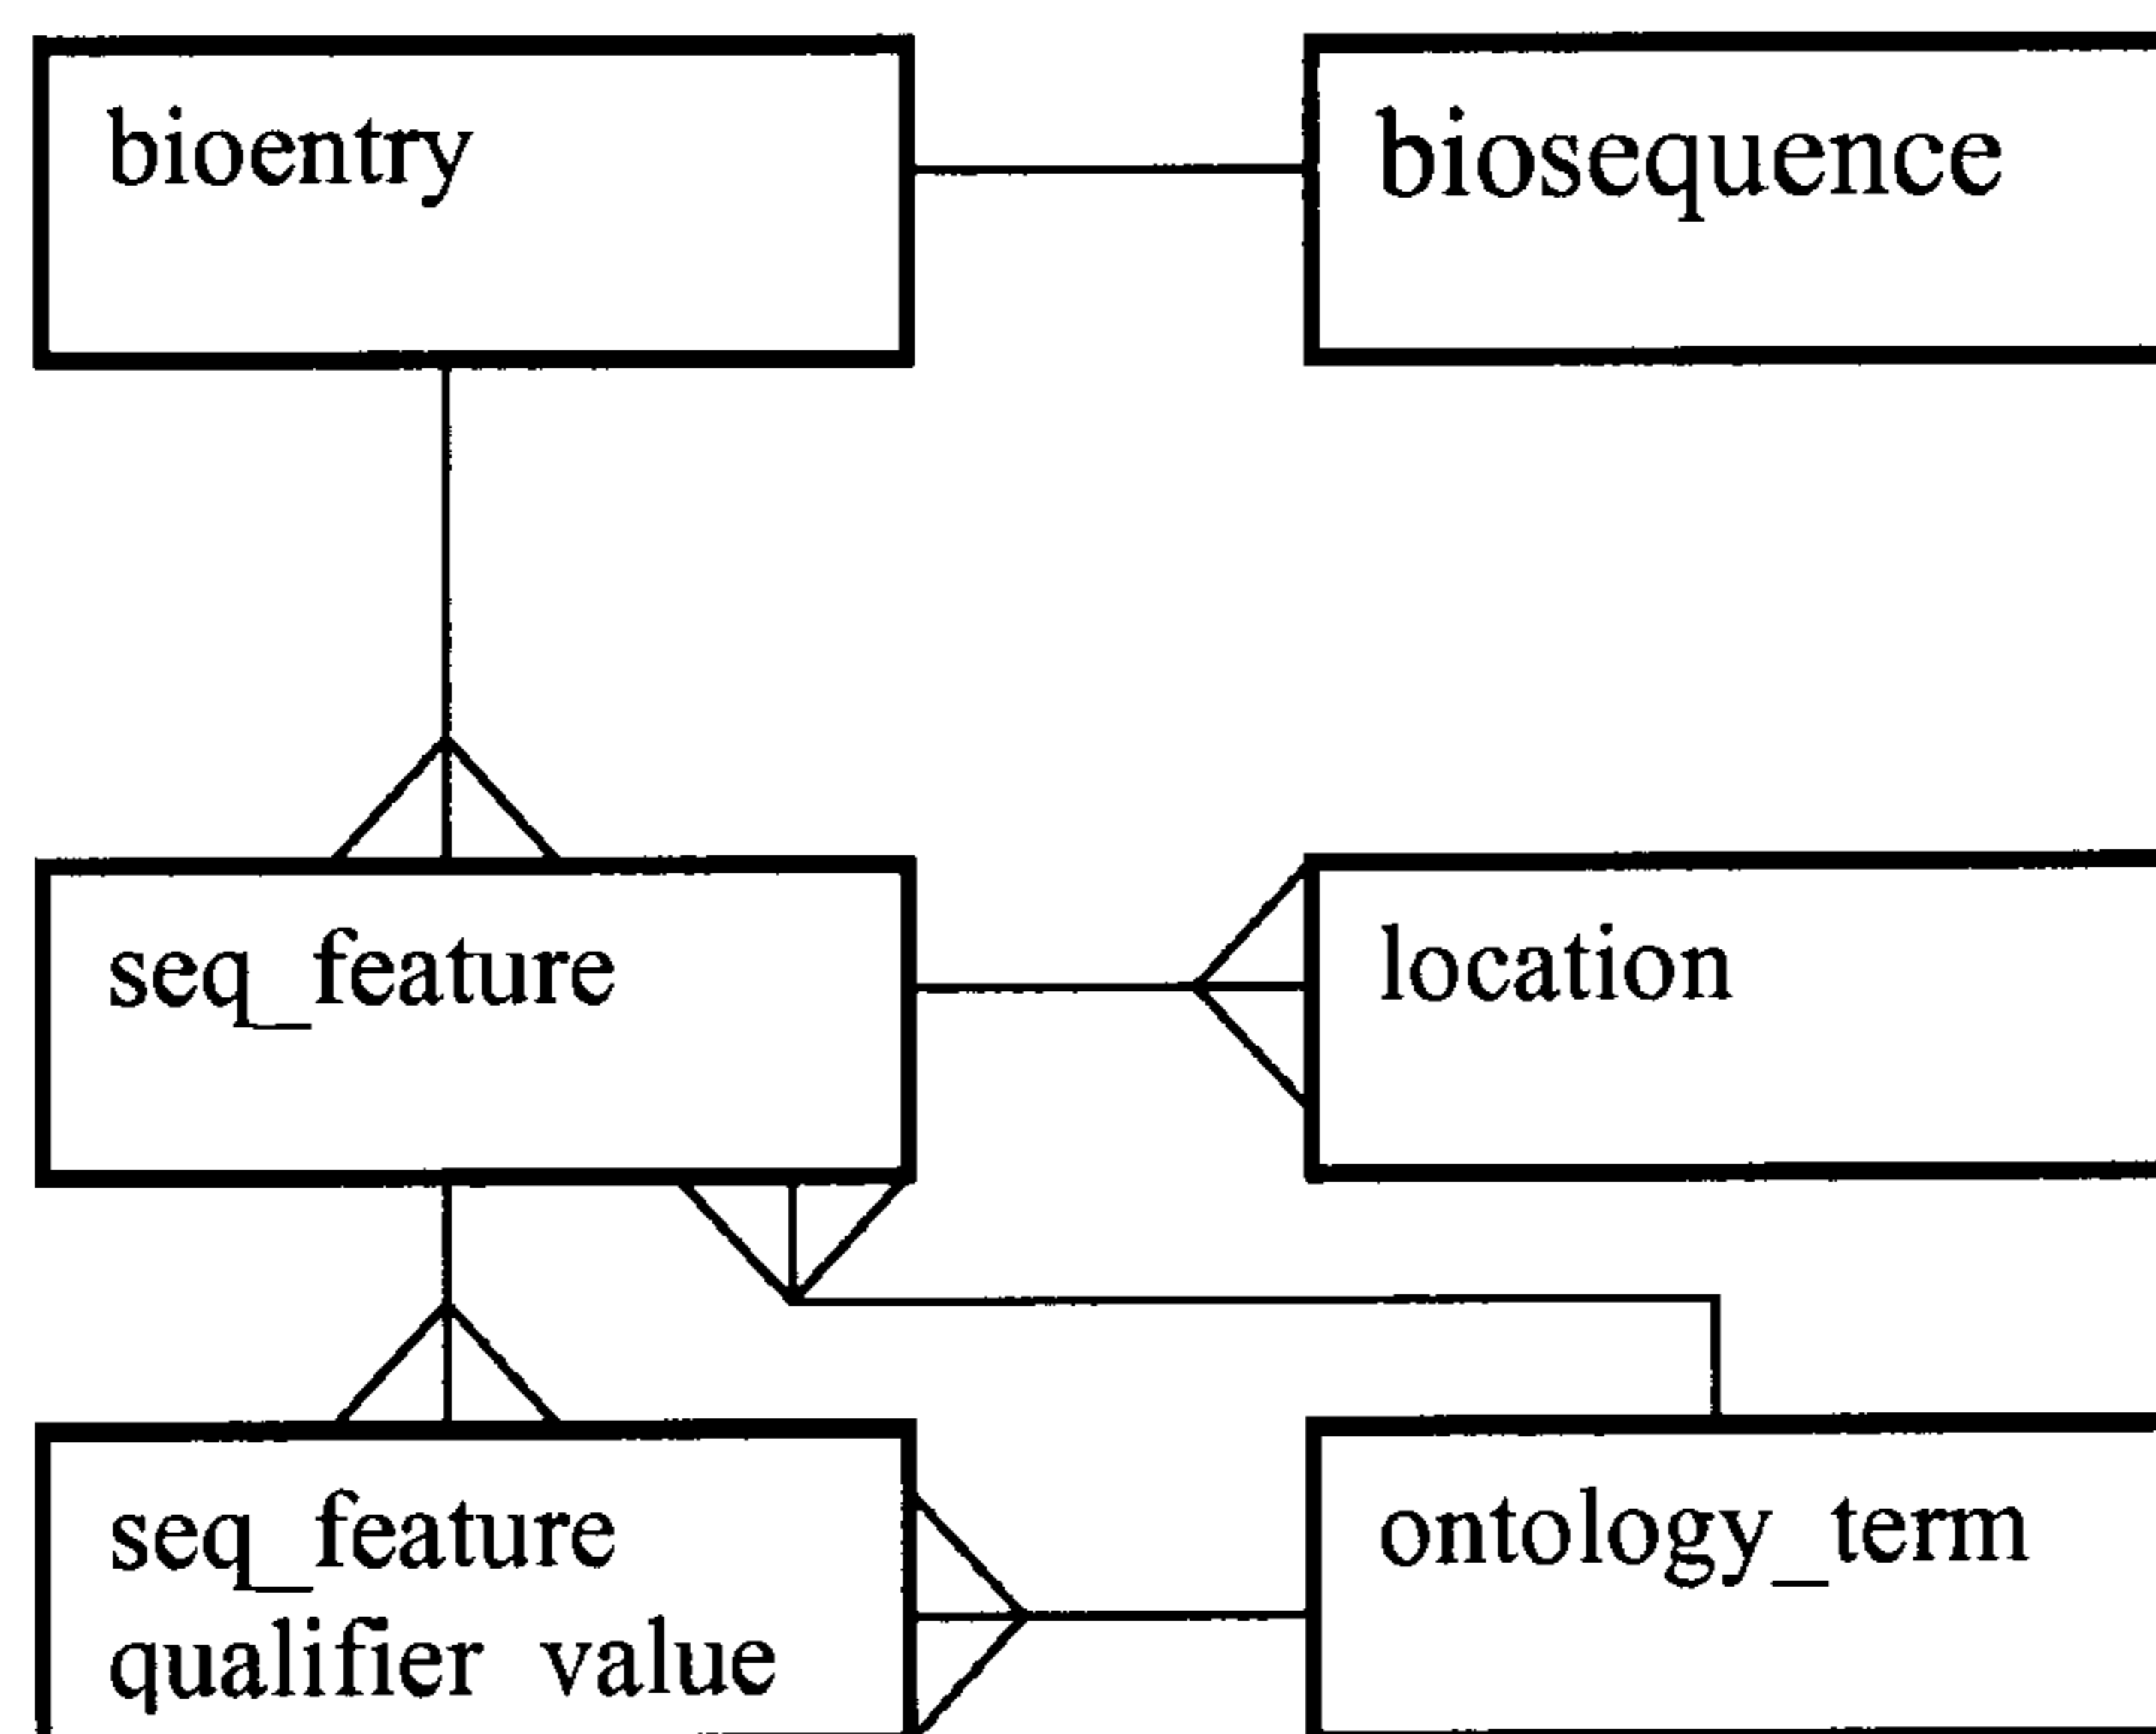 bioentry
biosequence
seq_feature
location
seq_feature
qualifier value
ontology_term